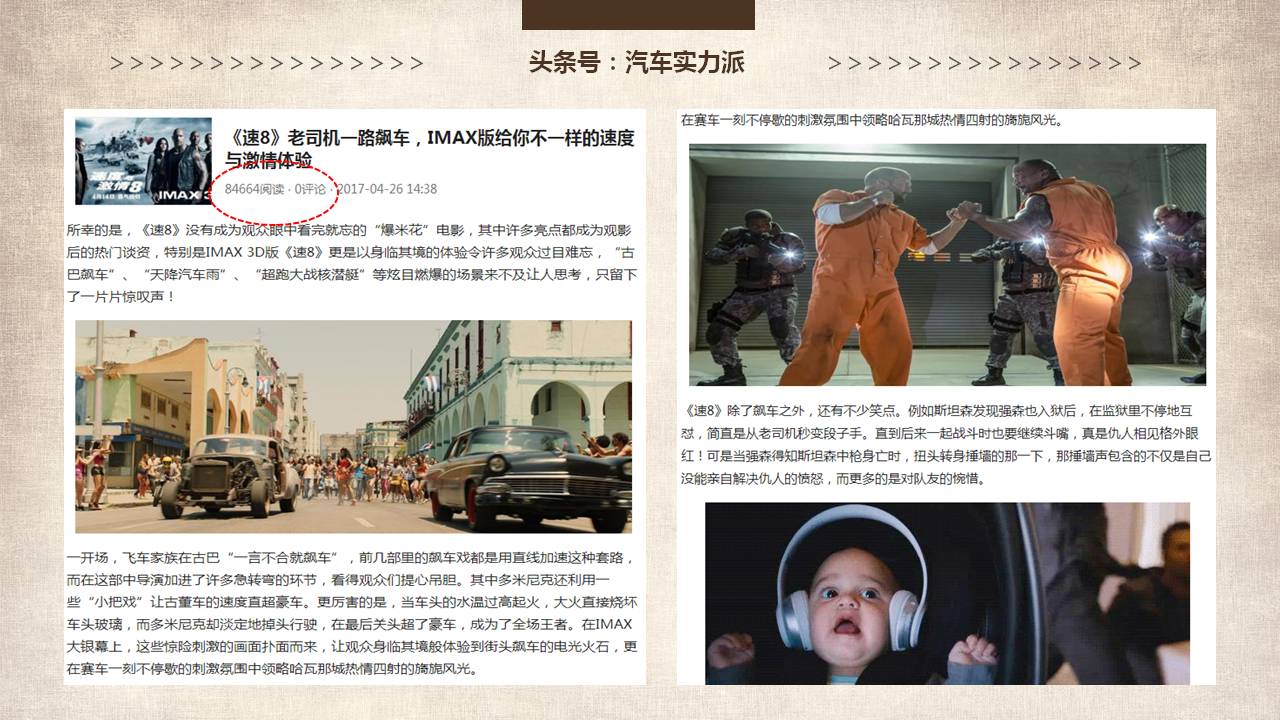 头条号：汽车实力派
>>>>>>>>>>>>>>>>
>>>>>>>>>>>>>>>>
速度与
激情8
4月14日
IMAX 3
《速8》老司机一路飙车，IMAX版给你不一样的速度
与激情体验
84664阅读 · 0评论 · 2017-04-26 14:38
所幸的是，《速8》没有成为观众眼中看完就忘的“爆米花”电影，其中许多亮点都成为观影
后的热门谈资，特别是IMAX 3D版《速8》更是以身临其境的体验令许多观众过目难忘，“古
巴飙车”、“天降汽车雨”、“超跑大战核潜艇”等炫目燃爆的场景来不及让人思考，只留下
了一片片惊叹声！
一开场，飞车家族在古巴“一言不合就飙车”，前几部里的飙车戏都是用直线加速这种套路，
而在这部中导演加进了许多急转弯的环节，看得观众们提心吊胆。其中多米尼克还利用一
些“小把戏”让古董车的速度直超豪车。更厉害的是，当车头的水温过高起火，大火直接烧坏
车头玻璃，而多米尼克却淡定地掉头行驶，在最后关头超了豪车，成为了全场王者。在IMAX
大银幕上，这些惊险刺激的画面扑面而来，让观众身临其境般体验到街头飙车的电光火石，更
在赛车一刻不停歇的刺激氛围中领略哈瓦那城热情四射的旖旎风光。
在赛车一刻不停歇的刺激氛围中领略哈瓦那城热情四射的旖旎风光。
《速8》除了飙车之外，还有不少笑点。例如斯坦森发现强森也入狱后，在监狱里不停地互
怼，简直是从老司机秒变段子手。直到后来一起战斗时也要继续斗嘴，真是仇人相见格外眼
红！可是当强森得知斯坦森中枪身亡时，扭头转身捶墙的那一下，那捶墙声包含的不仅是自己
没能亲自解决仇人的愤怒，而更多的是对队友的惋惜。